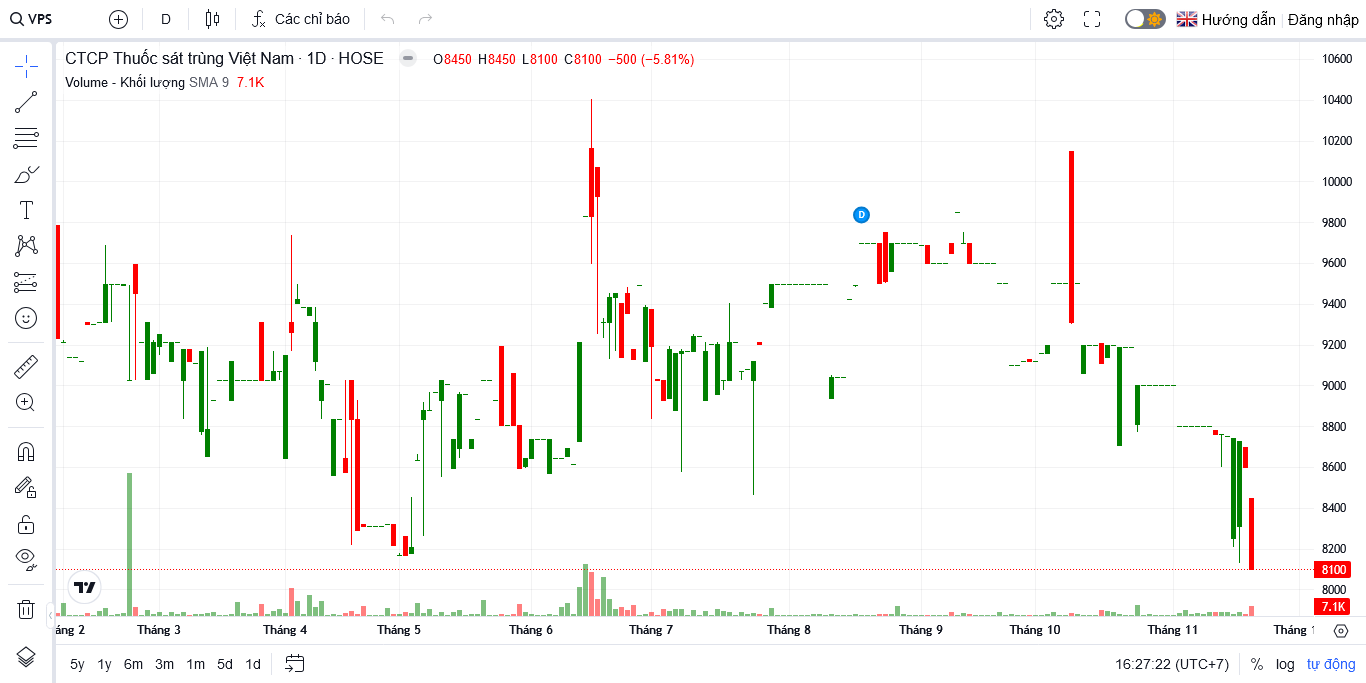 VPS D Các chỉ báo Hướng dẫn Đăng nhập
CTCP Thuốc sát trùng Việt Nam · 1D · HOSE O8450 H8450 L8100 C8100 −500 (−5.81%)
Volume - Khối lượng SMA 9 7.1K
10600
10400
10200
10000
9800
D
9600
9400
9200
9000
8800
8600
8400
8200
8100
8000
7.1K
áng 2 Tháng 3 Tháng 4 Tháng 5 Tháng 6 Tháng 7 Tháng 8 Tháng 9 Tháng 10 Tháng 11 Tháng 1
5y 1y 6m 3m 1m 5d 1d 16:27:22 (UTC+7) % log tự động